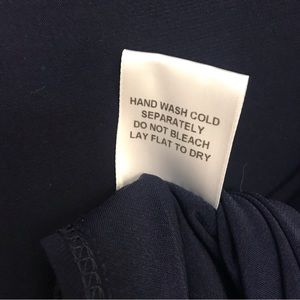 HAND WASH COLD
SEPARATELY
DO NOT BLEACH
LAY FLAT TO DRY